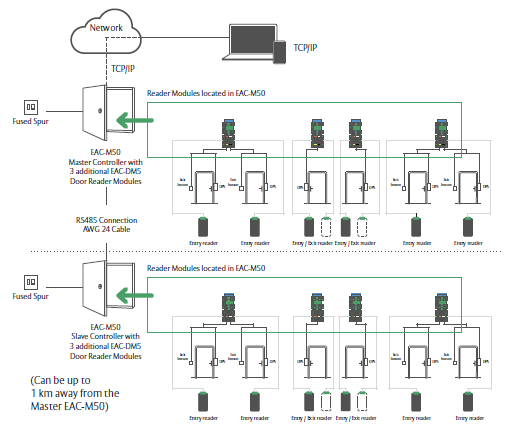 Network
TCP/IP
TCP/IP
Reader Modules located in EAC-M50
Fused Spur
EAC-M50
Master Controller with
3 additional EAC-DM5
Door Reader Modules
Entry reader
Entry reader
Entry / Exit reader
Entry / Exit reader
Entry reader
Entry reader
RS485 Connection
AWG 24 Cable
Reader Modules located in EAC-M50
Fused Spur
EAC-M50
Slave Controller with
3 additional EAC-DM5
Door Reader Modules
(Can be up to
1 km away from the
Master EAC-M50)
Entry reader
Entry reader
Entry / Exit reader
Entry / Exit reader
Entry reader
Entry reader